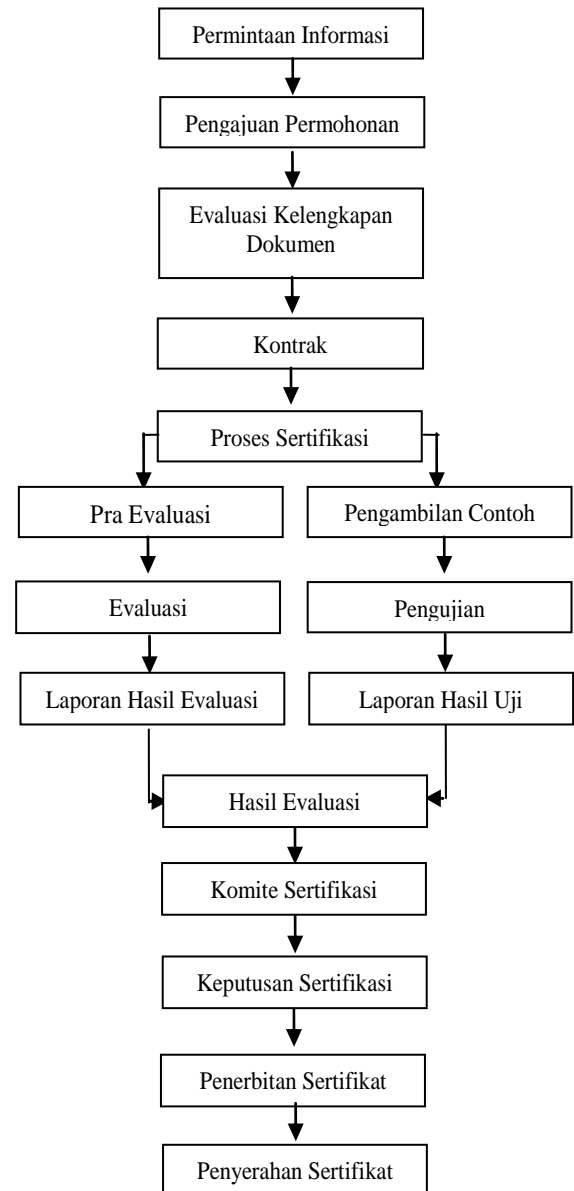 Permintaan Informasi
Pengajuan Permohonan
Evaluasi Kelengkapan
Dokumen
Kontrak
Proses Sertifikasi
Pra Evaluasi
Pengambilan Contoh
Evaluasi
Pengujian
Laporan Hasil Evaluasi
Laporan Hasil Uji
Hasil Evaluasi
Komite Sertifikasi
Keputusan Sertifikasi
Penerbitan Sertifikat
Penyerahan Sertifikat